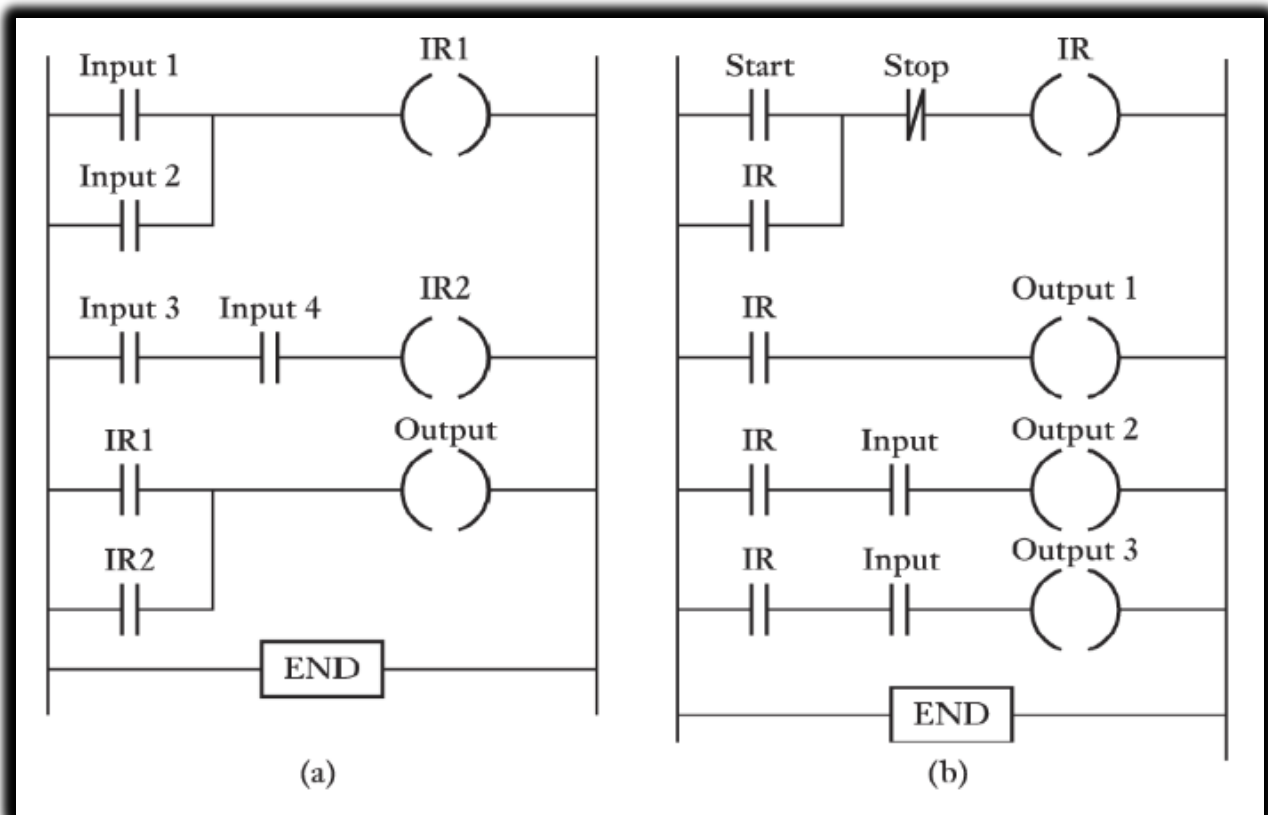 Input 1
IR1
Input 2
Input 3 Input 4 IR2
IR1 Output
IR2
END
(a)
Start Stop IR
IR
IR Output 1
IR Input Output 2
IR Input Output 3
END
(b)